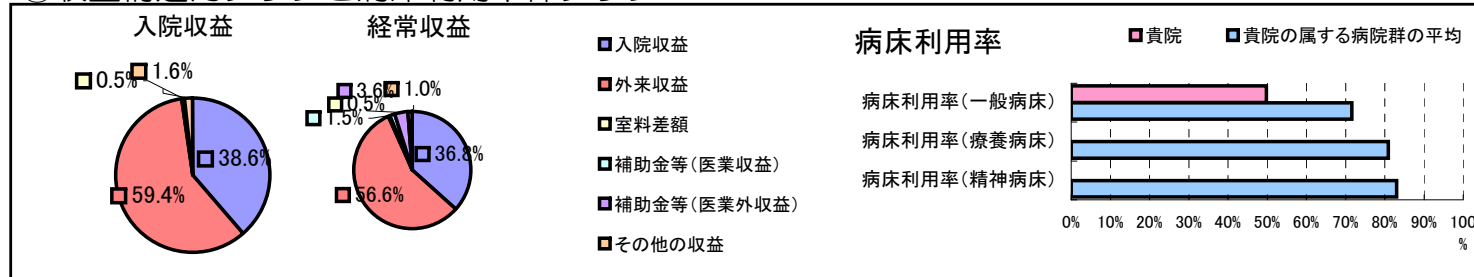 入院収益
経常収益
0.5%
1.6%
38.6%
59.4%
3.6%
1.0%
0.5%
1.5%
36.8%
56.6%
入院収益
外来収益
室料差額
補助金等(医業収益)
補助金等(医業外収益)
その他の収益
病床利用率
貴院
貴院の属する病院群の平均
病床利用率(一般病床)
病床利用率(療養病床)
病床利用率(精神病床)
0% 10% 20% 30% 40% 50% 60% 70% 80% 90% 100
%